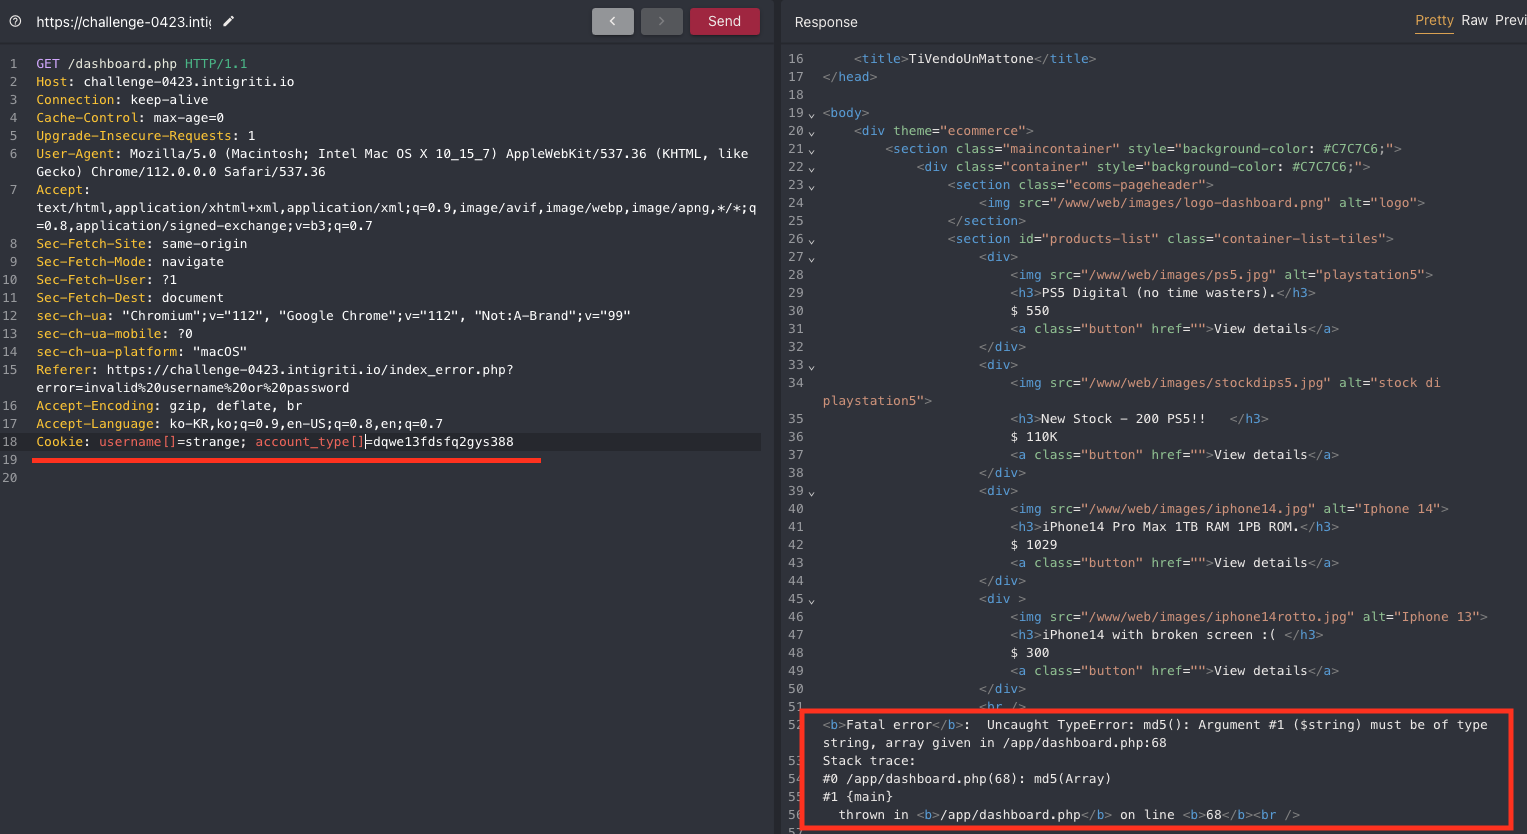 https://challenge-0423.intig
Send
1 GET /dashboard.php HTTP/1.1
2 Host: challenge-0423.intigriti.io
3 Connection: keep-alive
4 Cache-Control: max-age=0
5 Upgrade-Insecure-Requests: 1
6 User-Agent: Mozilla/5.0 (Macintosh; Intel Mac OS X 10_15_7) AppleWebKit/537.36 (KHTML, like
Gecko) Chrome/112.0.0.0 Safari/537.36
7 Accept:
text/html,application/xhtml+xml,application/xml;q=0.9,image/avif,image/webp,image/apng,*/*;q
=0.8,application/signed-exchange;v=b3;q=0.7
8 Sec-Fetch-Site: same-origin
9 Sec-Fetch-Mode: navigate
10 Sec-Fetch-User: ?1
11 Sec-Fetch-Dest: document
12 sec-ch-ua: "Chromium";v="112", "Google Chrome";v="112", "Not:A-Brand";v="99"
13 sec-ch-ua-mobile: ?0
14 sec-ch-ua-platform: "macOS"
15 Referer: https://challenge-0423.intigriti.io/index_error.php?
error=invalid%20username%20or%20password
16 Accept-Encoding: gzip, deflate, br
17 Accept-Language: ko-KR,ko;q=0.9,en-US;q=0.8,en;q=0.7
18 Cookie: username[]=strange; account_type[]=dqwe13fdsfq2gys388
19
20
Response
Pretty Raw Previ
16 <title>TiVendoUnMattone</title>
17 </head>
18
19 <body>
20 <div theme="ecommerce">
21 <section class="maincontainer" style="background-color: #C7C7C6;">
22 <div class="container" style="background-color: #C7C7C6;">
23 <section class="ecoms-pageheader">
24 <img src="/www/web/images/logo-dashboard.png" alt="logo">
25 </section>
26 <section id="products-list" class="container-list-tiles">
27 <div>
28 <img src="/www/web/images/ps5.jpg" alt="playstation5">
29 <h3>PS5 Digital (no time wasters).</h3>
30 $ 550
31 <a class="button" href="">View details</a>
32 </div>
33 <div>
34 <img src="/www/web/images/stockdips5.jpg" alt="stock di
playstation5">
35 <h3>New Stock - 200 PS5!! </h3>
36 $ 110K
37 <a class="button" href="">View details</a>
38 </div>
39 <div>
40 <img src="/www/web/images/iphone14.jpg" alt="Iphone 14">
41 <h3>iPhone14 Pro Max 1TB RAM 1PB ROM.</h3>
42 $ 1029
43 <a class="button" href="">View details</a>
44 </div>
45 <div >
46 <img src="/www/web/images/iphone14rotto.jpg" alt="Iphone 13">
47 <h3>iPhone14 with broken screen :( </h3>
48 $ 300
49 <a class="button" href="">View details</a>
50 </div>
51 <br />
52 <b>Fatal error</b>: Uncaught TypeError: md5(): Argument #1 ($string) must be of type
string, array given in /app/dashboard.php:68
53 Stack trace:
54 #0 /app/dashboard.php(68): md5(Array)
55 #1 {main}
56 thrown in <b>/app/dashboard.php</b> on line <b>68</b><br />
57